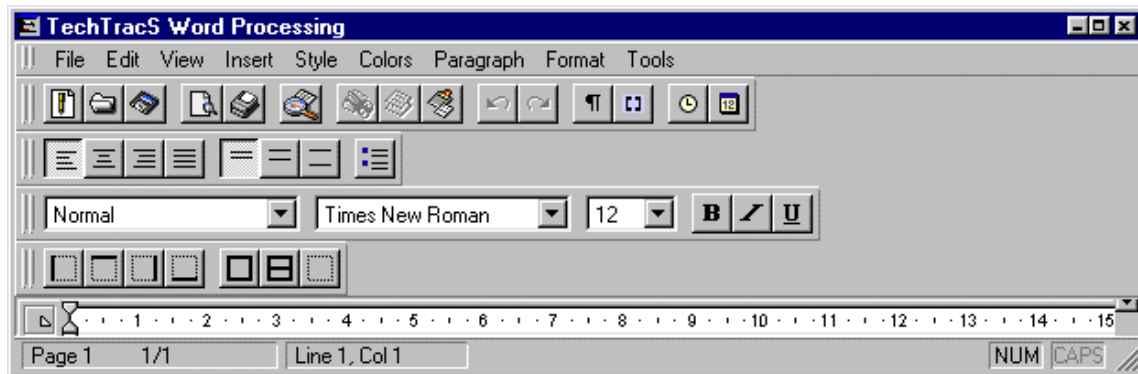 TechTracS Word Processing
File Edit View Insert Style Colors Paragraph Format Tools
¶ 12
Normal Times New Roman 12 B I U
1 2 3 4 5 6 7 8 9 10 11 12 13 14 15
Page 1 1/1 Line 1, Col 1 NUM CAPS